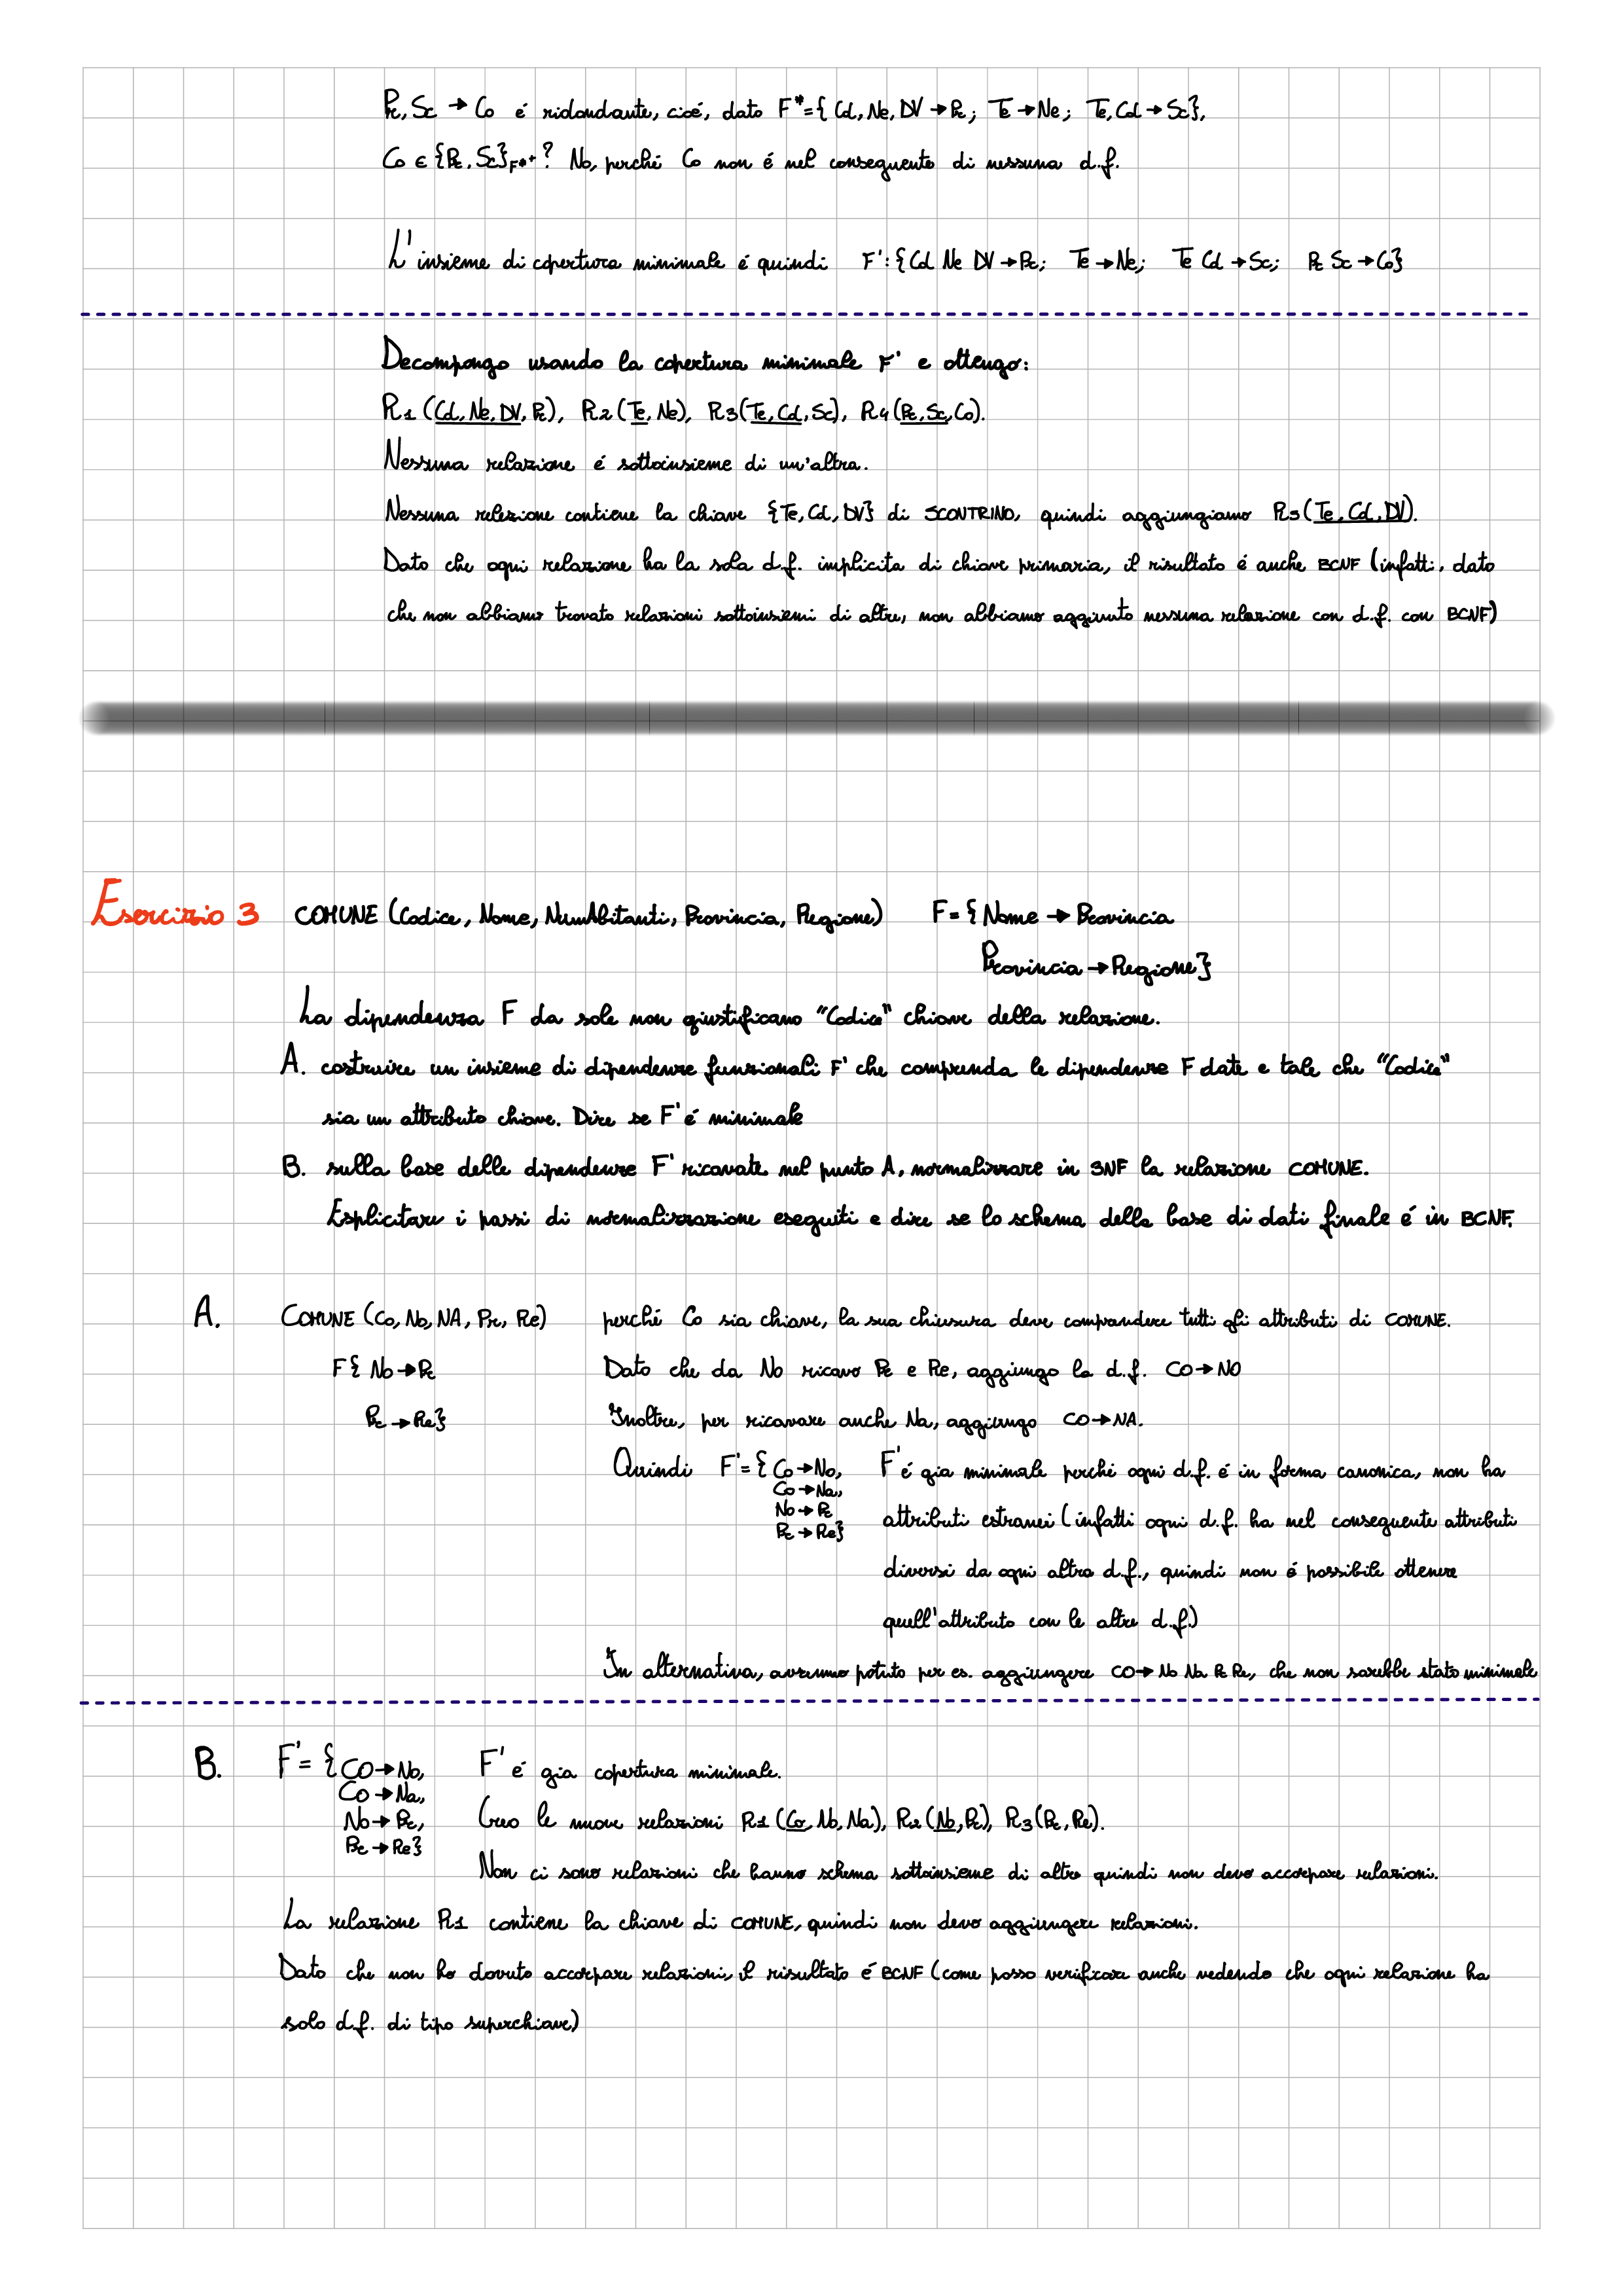 Pr, Sc → Co é ridondante, cioé, dato F*={ Cd, Ne, DV → Pr; Te → Ne; Te, Cd → Sc},
Co ∈ {Pr, Sc}F*+? No, perché Co non é nel conseguente di nessuna d.f.
L'insieme di copertura minimale é quindi F': {Cd Ne DV → Pr; Te → Ne; Te Cd → Sc; Pr Sc → Co}
Decompongo usando la copertura minimale F' e ottengo:
R1 (Cd, Ne, DV, Pr), R2 (Te, Ne), R3 (Te, Cd, Sc), R4 (Pr, Sc, Co).
Nessuna relazione é sottoinsieme di un'altra.
Nessuna relezione contiene la chiave {Te, Cd, DV} di SCONTRINO, quindi aggiungiamo R5 (Te, Cd, DV).
Dato che ogni relazione ha la sola d.f. implicita di chiave primaria, il risultato é anche BCNF (infatti, dato
che non abbiamo trovato relazioni sottoinsiemi di altre, non abbiamo aggiunto nessuna relazione con d.f. con BCNF)
Esercizio 3 COMUNE (Codice, Nome, NumAbitanti, Provincia, Regione) F = { Nome → Provincia
Provincia → Regione}
La dipendenza F da sole non giustificano "Codice" chiave della relazione.
A. costruire un insieme di dipendenze funzionali F' che comprenda le dipendenze F date e tale che "Codice"
sia un attributo chiave. Dire se F' é minimale
B. sulla base delle dipendenze F' ricavate nel punto A, normalizzare in 3NF la relazione COMUNE.
Esplicitare i passi di normalizzazione eseguiti e dire se lo schema della base di dati finale é in BCNF.
A. COMUNE (Co, No, NA, Pr, Re) perché Co sia chiave, la sua chiusura deve comprendere tutti gli attributi di COMUNE.
F{ No → Pr Dato che da No ricavo Pr e Re, aggiungo la d.f. CO → NO
Pr → Re} Inoltre, per ricavare anche Na, aggiungo CO → NA.
Quindi F' = { Co → No, F' é gia minimale perché ogni d.f. é in forma canonica, non ha
Co → Na,
No → Pr attributi estranei (infatti ogni d.f. ha nel conseguente attributi
Pr → Re}
diversi da ogni altra d.f., quindi non é possibile ottenere
quell'attributo con le altre d.f.)
In alternativa, avremmo potuto per es. aggiungere CO → No Na Pr Re, che non sarebbe stato minimale
B. F' = { CO → No, F' é gia copertura minimale.
Co → Na,
No → Pr, Creo le nuove relazioni R1 (Co, No, Na), R2 (No, Pr), R3 (Pr, Re).
Pr → Re}
Non ci sono relazioni che hanno schema sottoinsieme di altre quindi non devo accorpare relazioni.
La relazione R1 contiene la chiave di COMUNE, quindi non devo aggiungere relazioni.
Dato che non ho dovuto accorpare relazioni, il risultato é BCNF (come posso verificare anche vedendo che ogni relazione ha
solo d.f. di tipo superchiave)